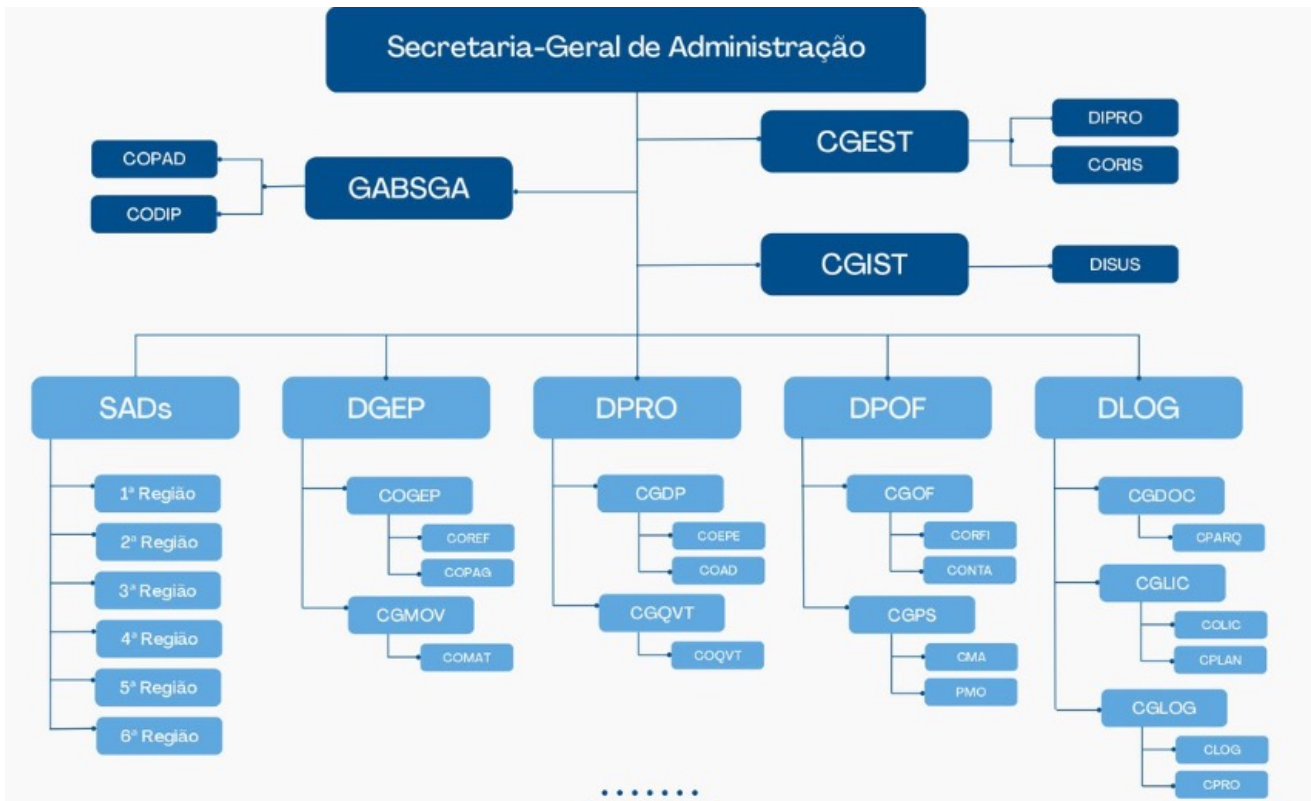 Secretaria-Geral de Administração
CGEST
DIPRO
CORIS
COPAD
CODIP
GABSGA
CGIST
DISUS
SADs
1ª Região
2ª Região
3ª Região
4ª Região
5ª Região
6ª Região
DGEP
COGEP
COREF
COPAG
CGMOV
COMAT
DPRO
CGDP
COEPE
COAD
CGQVT
COQVT
DPOF
CGOF
CORFI
CONTA
CGPS
CMA
PMO
DLOG
CGDOC
CPARQ
CGLIC
COLIC
CPLAN
CGLOG
CLOG
CPRO